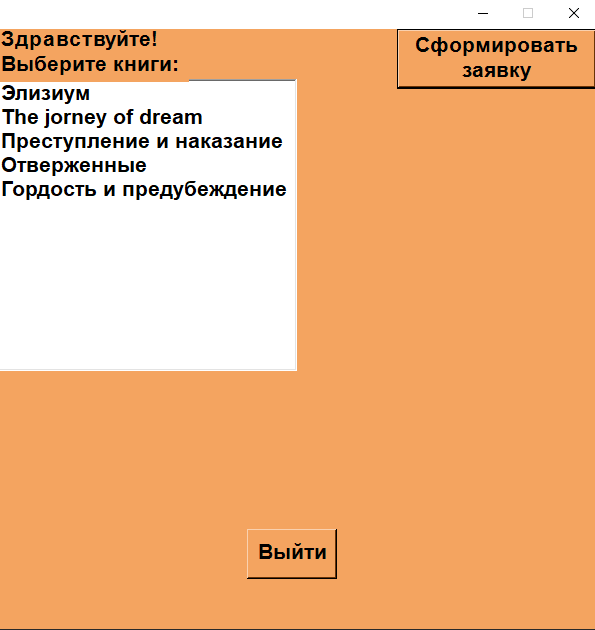 Здравствуйте!
Выберите книги:
Сформировать
заявку
Элизиум
The jorney of dream
Преступление и наказание
Отверженные
Гордость и предубеждение
Выйти